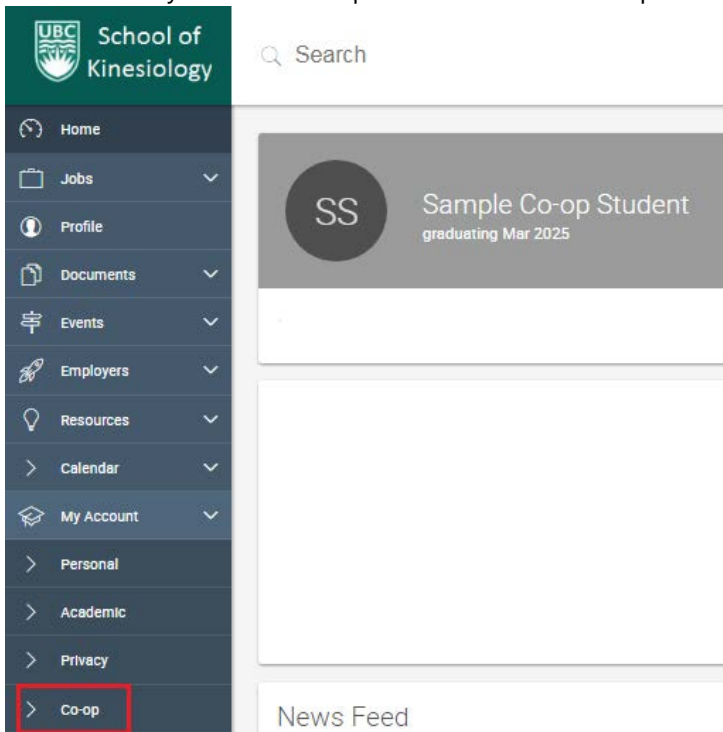 UBC
School of
Kinesiology
Search
Home
Jobs
Profile
Documents
Events
Employers
Resources
Calendar
My Account
Personal
Academic
Privacy
Co-op
SS
Sample Co-op Student
graduating Mar 2025
News Feed